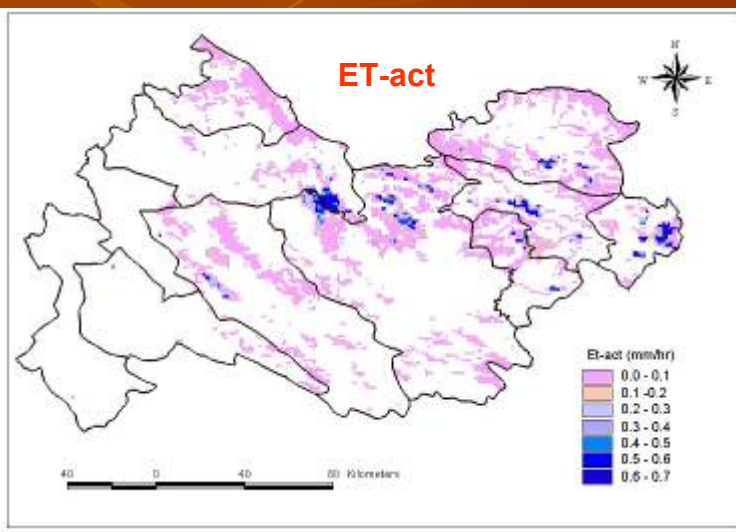 ET-act
N
W E
S
Et-act (mm/hr)
0.0 - 0.1
0.1 -0.2
0.2 - 0.3
0.3 - 0.4
0.4 - 0.5
0.5 - 0.6
0.6 - 0.7
40 0 40 80 Kilometers